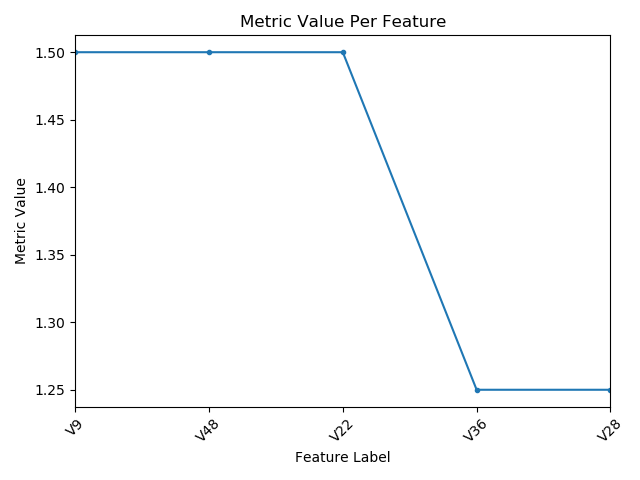 Metric Value Per Feature
1.50
1.45
1.40
1.35
1.30
1.25
Metric Value
V9
V48
V22
V36
V28
Feature Label